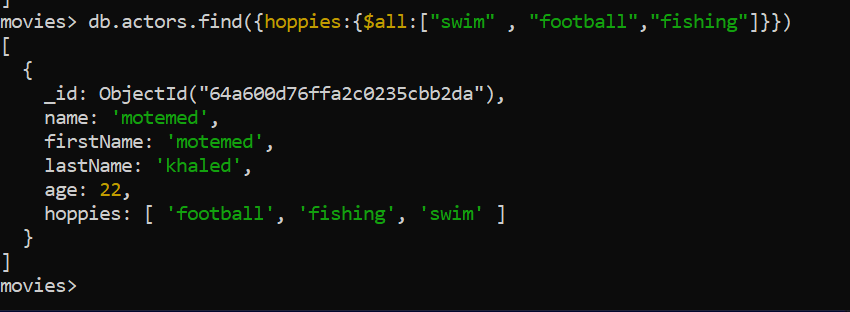 ]
movies> db.actors.find({hoppies:{$all:["swim" , "football","fishing"]}})
[
  {
    _id: ObjectId("64a600d76ffa2c0235cbb2da"),
    name: 'motemed',
    firstName: 'motemed',
    lastName: 'khaled',
    age: 22,
    hoppies: [ 'football', 'fishing', 'swim' ]
  }
]
movies>